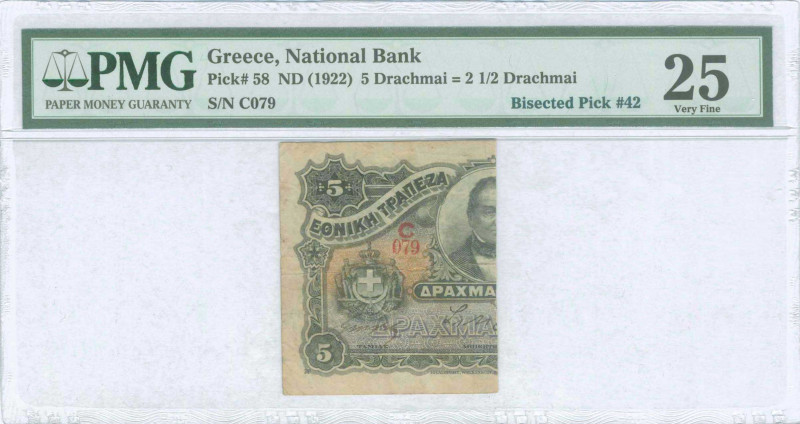 PMG
PAPER MONEY GUARANTY
Greece, National Bank
Pick# 58 ND (1922) 5 Drachmai = 2 1/2 Drachmai
S/N C079
Bisected Pick #42
25
Very Fine
5
ΕΘΝΙΚΗ ΤΡΑΠΕΖΑ
C
079
ΔΡΑΧΜΑ
ΔΡΑΧΜΑΙ
5